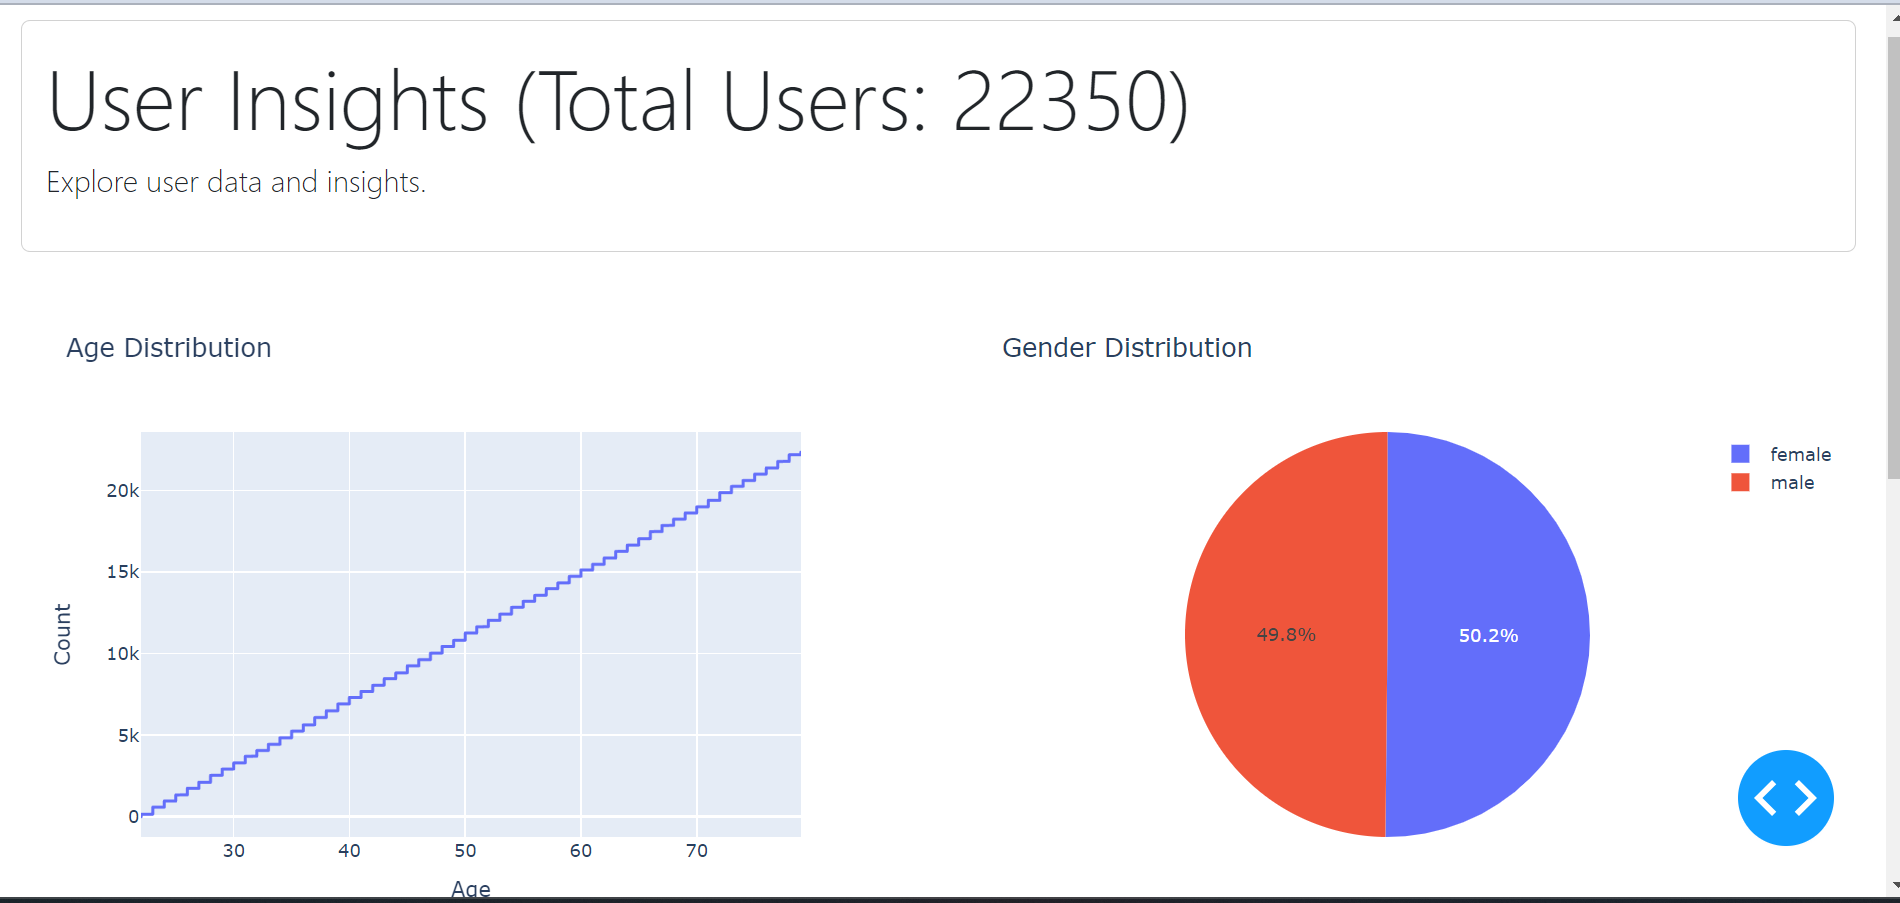 User Insights (Total Users: 22350)
Explore user data and insights.
Age Distribution
Count
20k
15k
10k
5k
0
30 40 50 60 70
Age
Gender Distribution
49.8%
50.2%
female
male